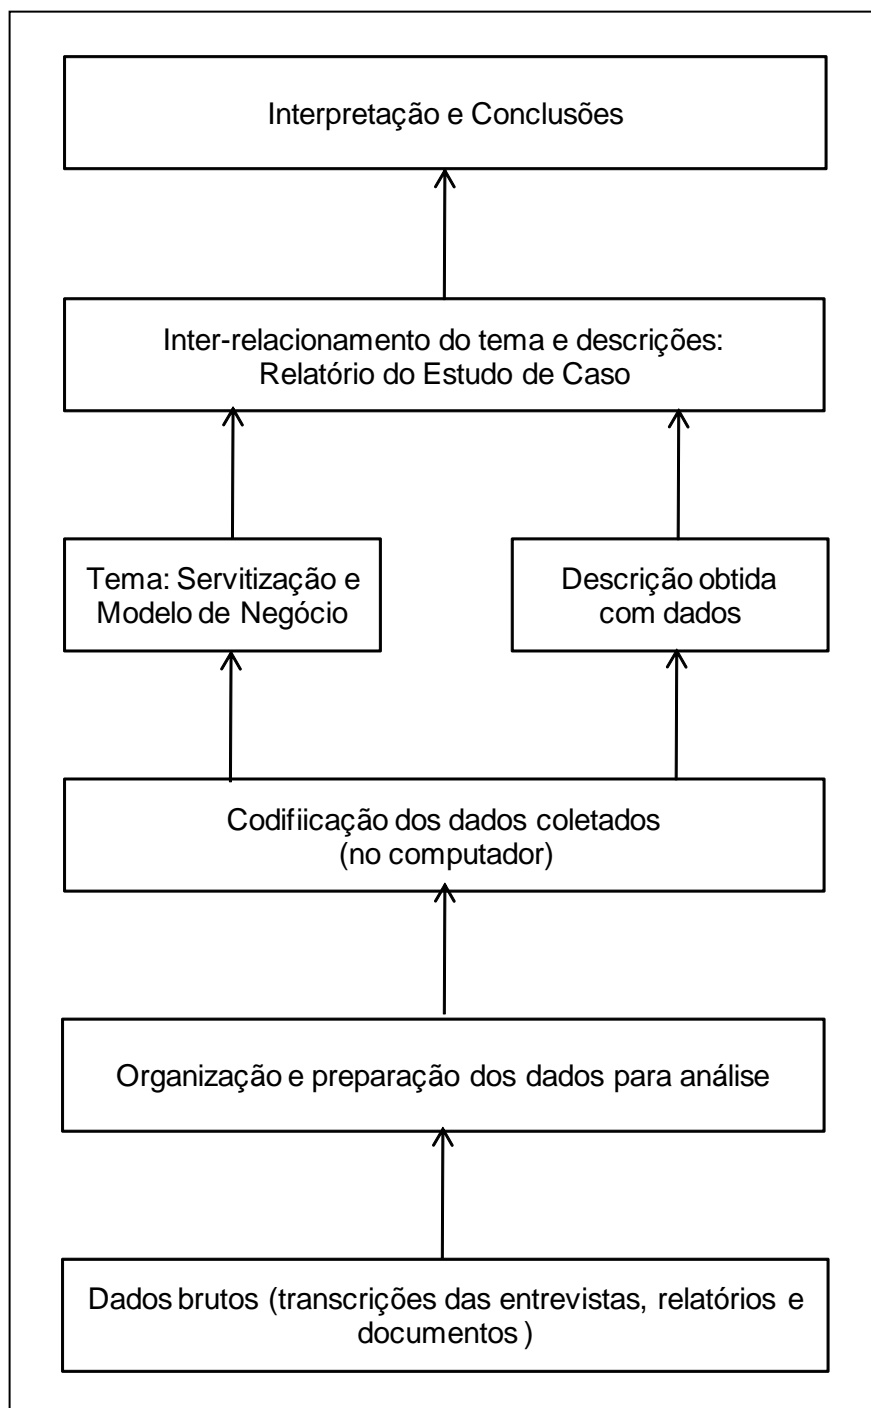 Interpretação e Conclusões
Inter-relacionamento do tema e descrições:
Relatório do Estudo de Caso
Tema: Servitização e
Modelo de Negócio
Descrição obtida
com dados
Codifiicação dos dados coletados
(no computador)
Organização e preparação dos dados para análise
Dados brutos (transcrições das entrevistas, relatórios e
documentos )